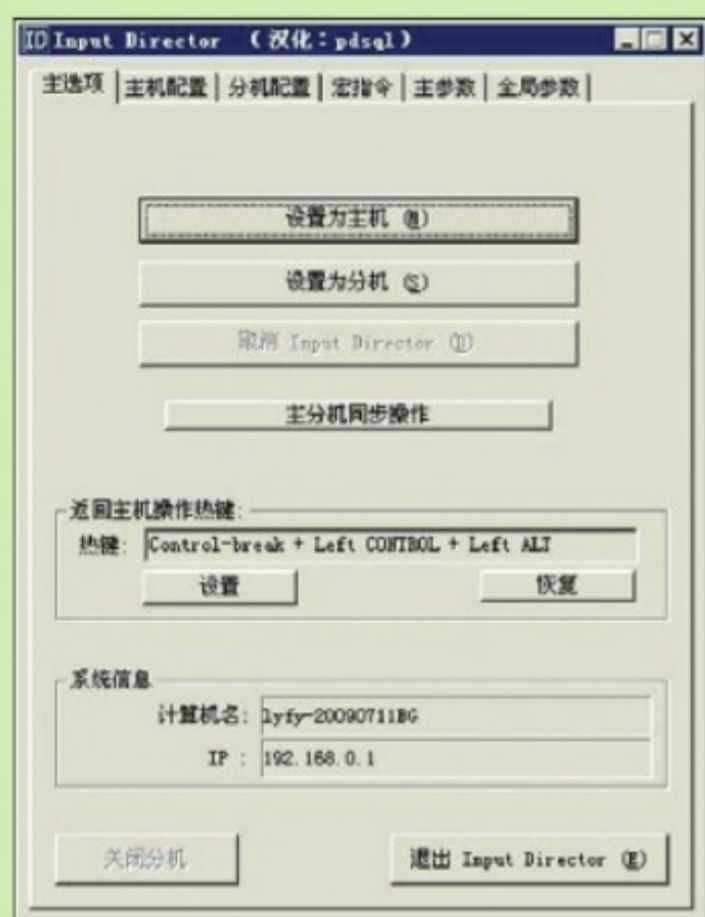 ID Input Director （汉化：pdsql）
主选项 主机配置 分机配置 宏指令 主参数 全局参数
设置为主机 (M)
设置为分机 (S)
取消 Input Director (D)
主分机同步操作
返回主机操作热键:
热键: Control-break + Left CONTROL + Left ALT
设置 恢复
系统信息
计算机名: lyfy-20090711BG
IP : 192.168.0.1
关闭分机 退出 Input Director (E)